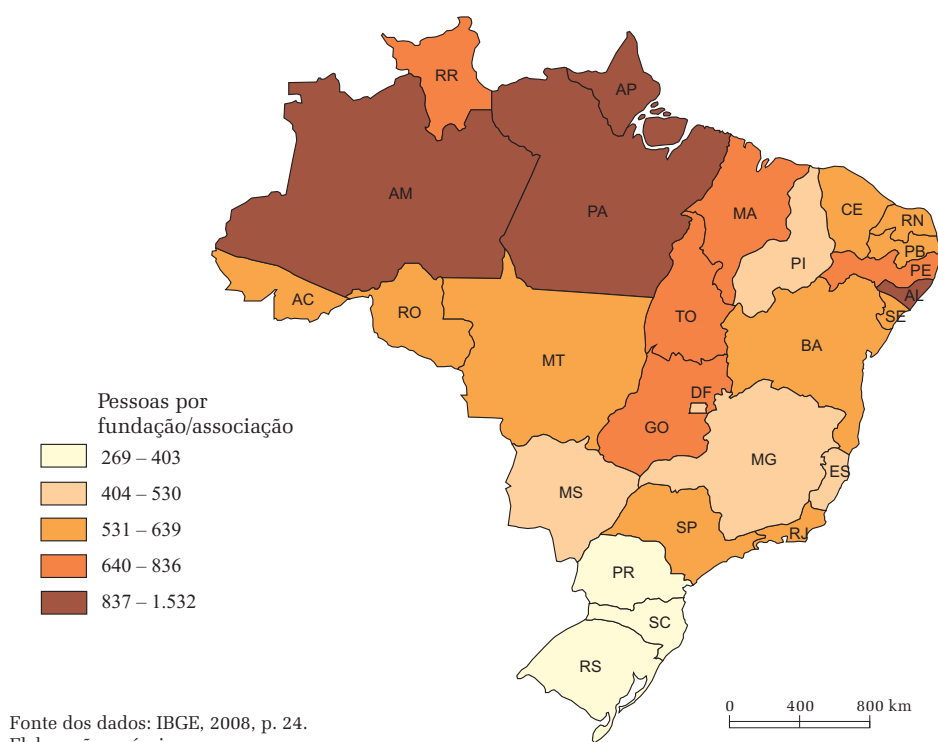 RR
AP
AM
PA
MA
CE
RN
PB
PE
AL
SE
PI
AC
RO
TO
BA
MT
DF
GO
MG
ES
MS
SP
RJ
PR
SC
RS
Pessoas por
fundação/associação
269 – 403
404 – 530
531 – 639
640 – 836
837 – 1.532
0 400 800 km
Fonte dos dados: IBGE, 2008, p. 24.